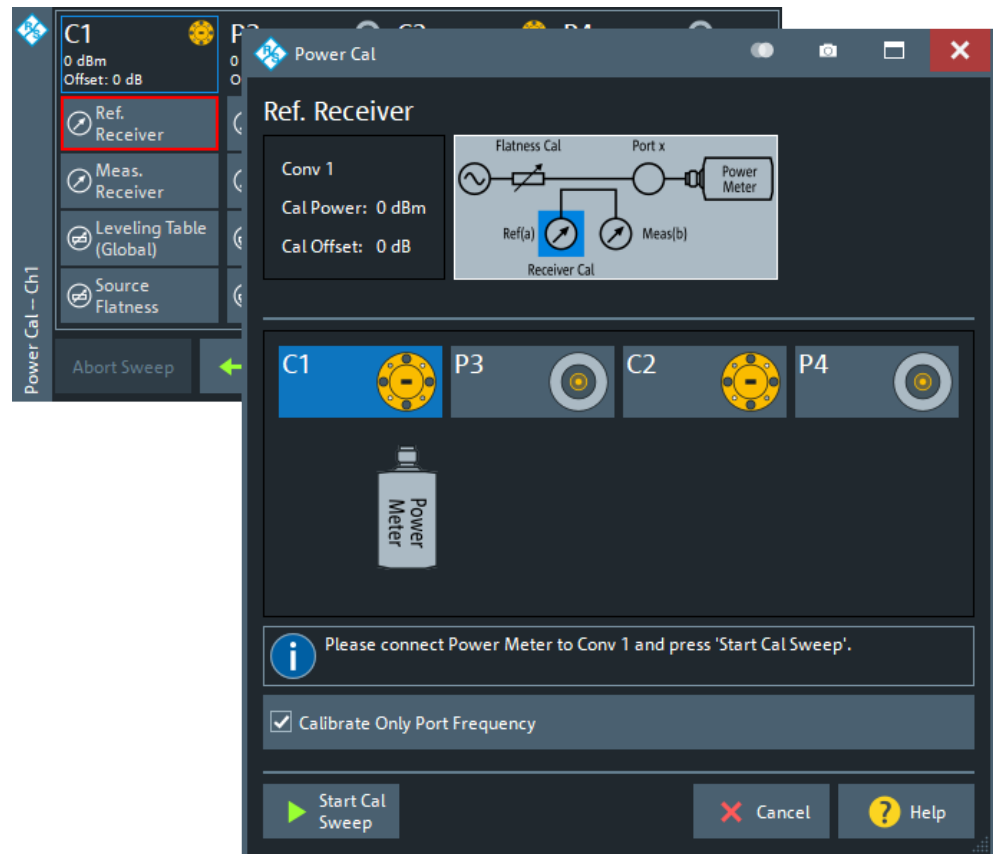 C1
0 dBm
Offset: 0 dB
Ref.
Receiver
Meas.
Receiver
Leveling Table
(Global)
Source
Flatness
Abort Sweep
Power Cal -- Ch1
Power Cal
Ref. Receiver
Conv 1
Cal Power: 0 dBm
Cal Offset: 0 dB
Flatness Cal
Port x
Power
Meter
Ref(a)
Meas(b)
Receiver Cal
C1
P3
C2
P4
Power
Meter
Please connect Power Meter to Conv 1 and press 'Start Cal Sweep'.
Calibrate Only Port Frequency
Start Cal
Sweep
Cancel
? Help